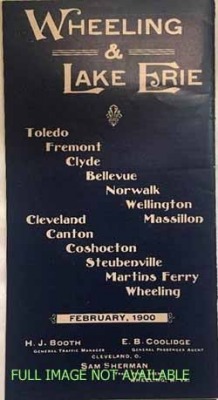 WHEELING
&
LAKE ERIE
Toledo
Fremont
Clyde
Bellevue
Norwalk
Wellington
Cleveland Massillon
Canton
Coshocton
Steubenville
Martins Ferry
Wheeling
FEBRUARY, 1900
H. J. BOOTH E. B. COOLIDGE
GENERAL TRAFFIC MANAGER GENERAL PASSENGER AGENT
CLEVELAND, O.
SAM SHERMAN
FULL IMAGE NOT AVAILABLE